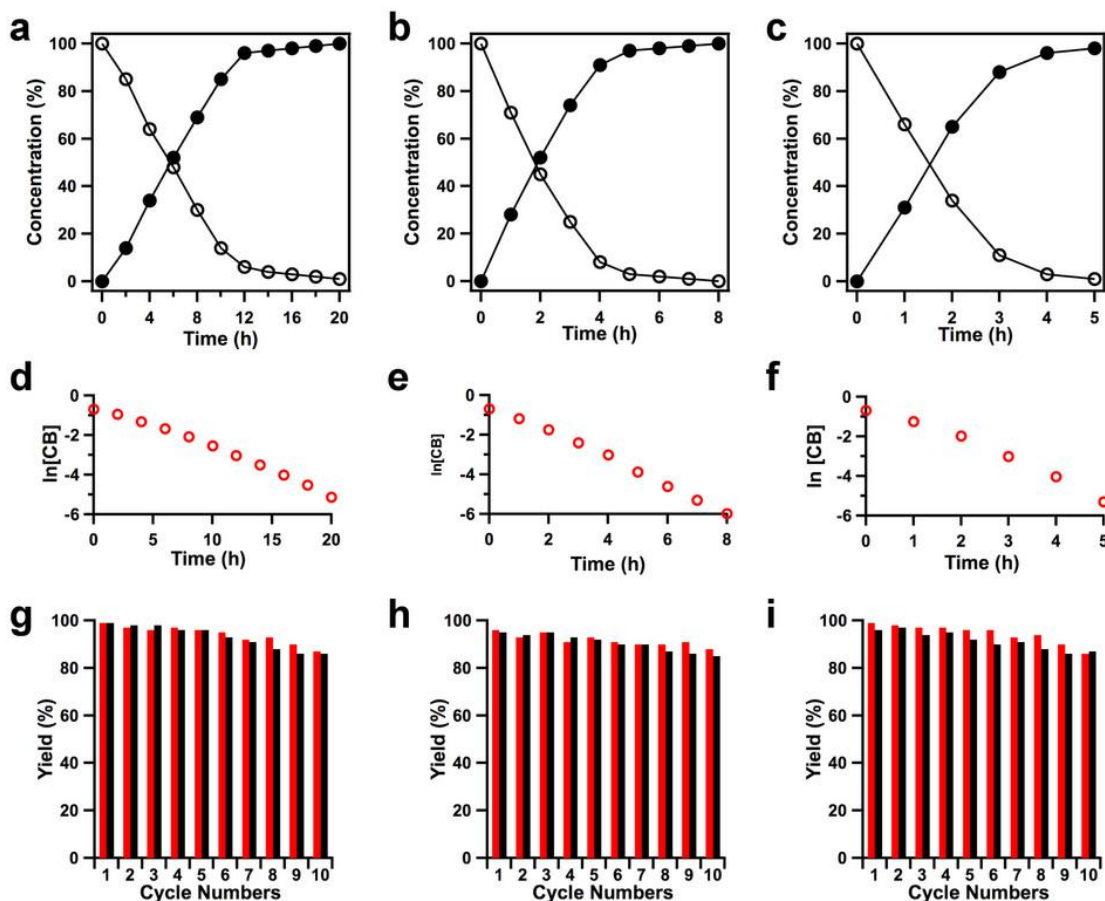 a
b
c
Concentration (%)
100
80
60
40
20
0
0 4 8 12 16 20
Time (h)
Concentration (%)
100
80
60
40
20
0
0 2 4 6 8
Time (h)
Concentration (%)
100
80
60
40
20
0
0 1 2 3 4 5
Time (h)
d
e
f
ln[CB]
0
-2
-4
-6
0 5 10 15 20
Time (h)
ln[CB]
0
-2
-4
-6
0 2 4 6 8
Time (h)
ln [CB]
0
-2
-4
-6
0 1 2 3 4 5
Time (h)
g
h
i
Yield (%)
100
80
60
40
20
0
1 2 3 4 5 6 7 8 9 10
Cycle Numbers
Yield (%)
100
80
60
40
20
0
1 2 3 4 5 6 7 8 9 10
Cycle Numbers
Yield (%)
100
80
60
40
20
0
1 2 3 4 5 6 7 8 9 10
Cycle Numbers